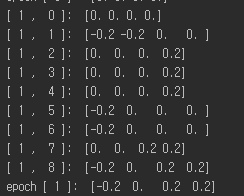 [ 1 ,  0 ]:  [0. 0. 0. 0.]
[ 1 ,  1 ]:  [-0.2 -0.2  0.   0. ]
[ 1 ,  2 ]:  [0.  0.  0.  0.2]
[ 1 ,  3 ]:  [0.  0.  0.  0.2]
[ 1 ,  4 ]:  [0.  0.  0.  0.2]
[ 1 ,  5 ]:  [-0.2  0.   0.   0. ]
[ 1 ,  6 ]:  [-0.2  0.   0.   0. ]
[ 1 ,  7 ]:  [0.  0.  0.2 0.2]
[ 1 ,  8 ]:  [-0.2  0.   0.2  0.2]
epoch [ 1 ]:  [-0.2  0.   0.2  0.2]